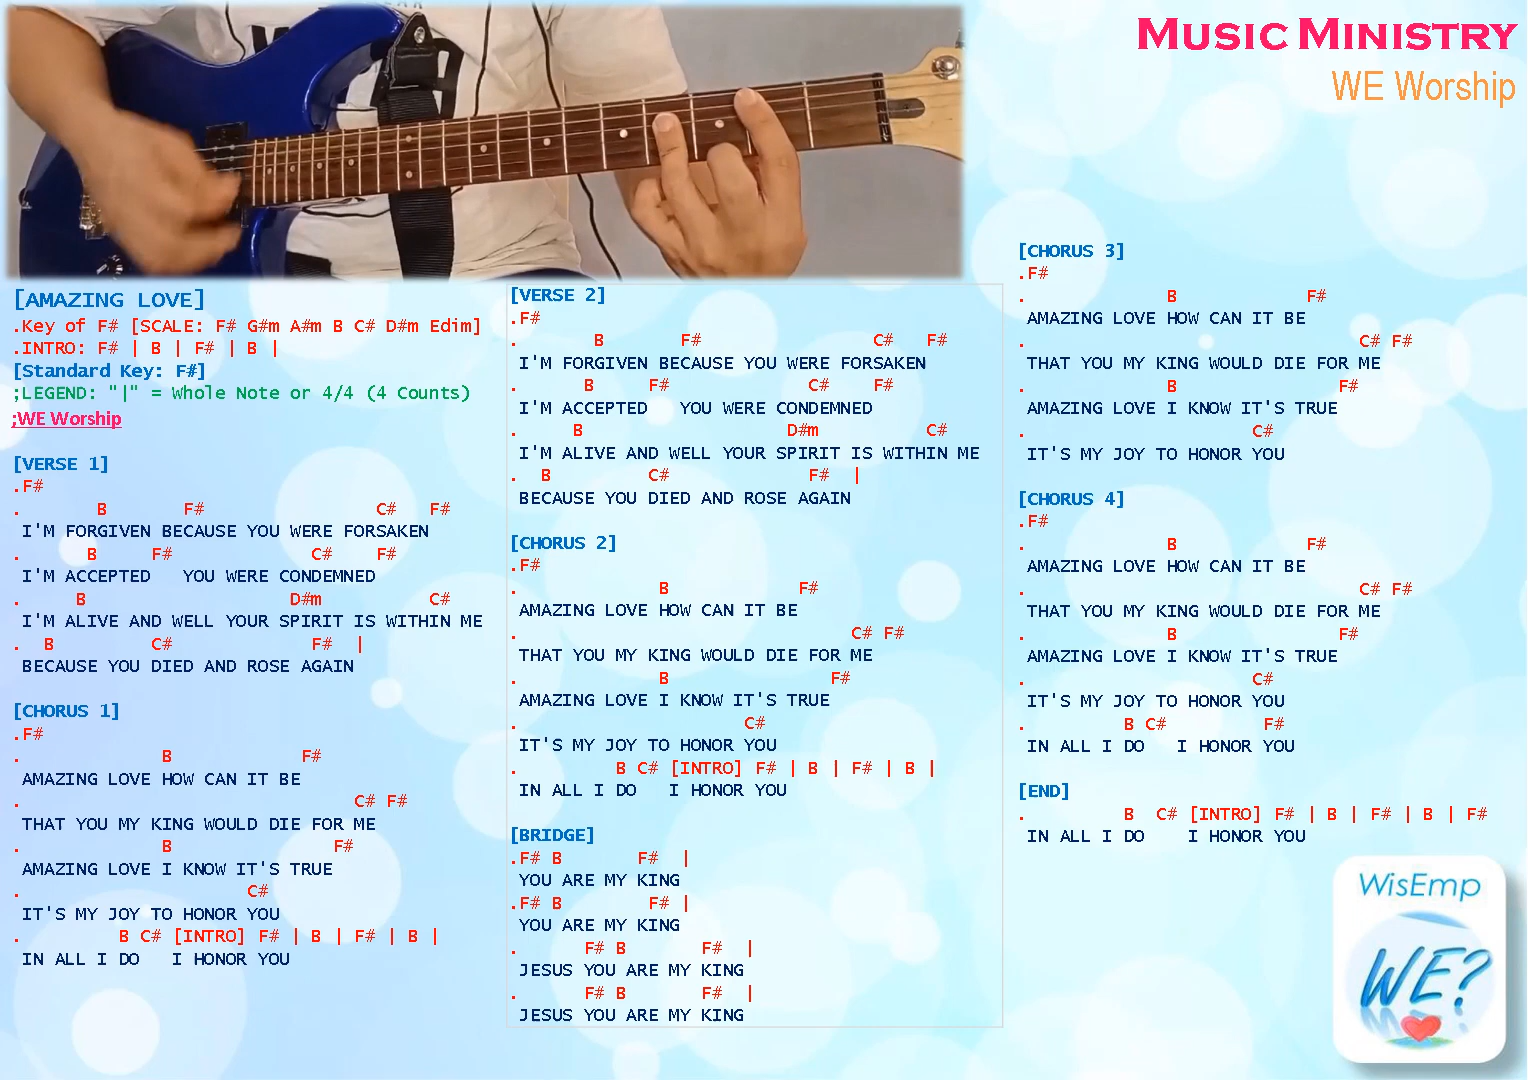 MUSIC MINISTRY
WE Worship
[AMAZING LOVE]
.Key of F# [SCALE: F# G#m A#m B C# D#m Edim]
.INTRO: F# | B | F# | B |
[Standard Key: F#]
;LEGEND: "|" = Whole Note or 4/4 (4 Counts)
;WE Worship
[VERSE 1]
.F#
. B F# C# F#
I'M FORGIVEN BECAUSE YOU WERE FORSAKEN
. B F# C# F#
I'M ACCEPTED YOU WERE CONDEMNED
. B D#m C#
I'M ALIVE AND WELL YOUR SPIRIT IS WITHIN ME
. B C# F# |
BECAUSE YOU DIED AND ROSE AGAIN
[CHORUS 1]
.F#
. B F#
AMAZING LOVE HOW CAN IT BE
. C# F#
THAT YOU MY KING WOULD DIE FOR ME
. B F#
AMAZING LOVE I KNOW IT'S TRUE
. C#
IT'S MY JOY TO HONOR YOU
. B C# [INTRO] F# | B | F# | B |
IN ALL I DO I HONOR YOU
[VERSE 2]
.F#
. B F# C# F#
I'M FORGIVEN BECAUSE YOU WERE FORSAKEN
. B F# C# F#
I'M ACCEPTED YOU WERE CONDEMNED
. B D#m C#
I'M ALIVE AND WELL YOUR SPIRIT IS WITHIN ME
. B C# F# |
BECAUSE YOU DIED AND ROSE AGAIN
[CHORUS 2]
.F#
. B F#
AMAZING LOVE HOW CAN IT BE
. C# F#
THAT YOU MY KING WOULD DIE FOR ME
. B F#
AMAZING LOVE I KNOW IT'S TRUE
. C#
IT'S MY JOY TO HONOR YOU
. B C# [INTRO] F# | B | F# | B |
IN ALL I DO I HONOR YOU
[BRIDGE]
.F# B F# |
YOU ARE MY KING
.F# B F# |
YOU ARE MY KING
. F# B F# |
JESUS YOU ARE MY KING
. F# B F# |
JESUS YOU ARE MY KING
[CHORUS 3]
.F#
. B F#
AMAZING LOVE HOW CAN IT BE
. C# F#
THAT YOU MY KING WOULD DIE FOR ME
. B F#
AMAZING LOVE I KNOW IT'S TRUE
. C#
IT'S MY JOY TO HONOR YOU
[CHORUS 4]
.F#
. B F#
AMAZING LOVE HOW CAN IT BE
. C# F#
THAT YOU MY KING WOULD DIE FOR ME
. B F#
AMAZING LOVE I KNOW IT'S TRUE
. C#
IT'S MY JOY TO HONOR YOU
. B C# F#
IN ALL I DO I HONOR YOU
[END]
. B C# [INTRO] F# | B | F# | B | F#
IN ALL I DO I HONOR YOU
WisEmp
WE?